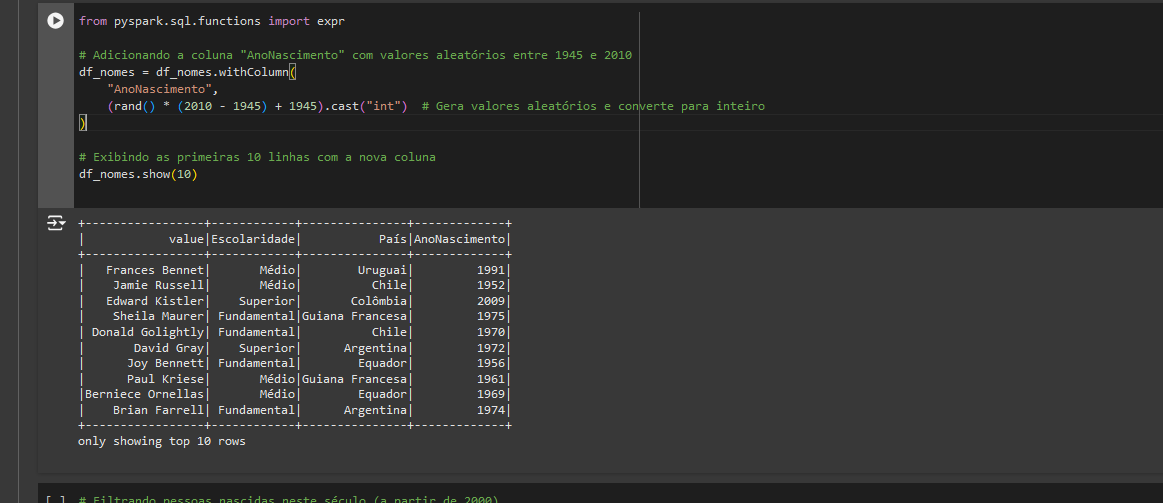 from pyspark.sql.functions import expr
# Adicionando a coluna "AnoNascimento" com valores aleatórios entre 1945 e 2010
df_nomes = df_nomes.withColumn(
    "AnoNascimento",
    (rand() * (2010 - 1945) + 1945).cast("int")  # Gera valores aleatórios e converte para inteiro
)
# Exibindo as primeiras 10 linhas com a nova coluna
df_nomes.show(10)
+-----------------+------------+---------------+-------------+
|            value|Escolaridade|           País|AnoNascimento|
+-----------------+------------+---------------+-------------+
|   Frances Bennet|       Médio|        Uruguai|         1991|
|    Jamie Russell|       Médio|          Chile|         1952|
|   Edward Kistler|    Superior|       Colômbia|         2009|
|    Sheila Maurer| Fundamental|Guiana Francesa|         1975|
| Donald Golightly| Fundamental|          Chile|         1970|
|       David Gray|    Superior|      Argentina|         1972|
|      Joy Bennett| Fundamental|        Equador|         1956|
|      Paul Kriese|       Médio|Guiana Francesa|         1961|
|Berniece Ornellas|       Médio|        Equador|         1969|
|    Brian Farrell| Fundamental|      Argentina|         1974|
+-----------------+------------+---------------+-------------+
only showing top 10 rows
[ ] # Filtrando pessoas nascidas neste século (a partir de 2000)